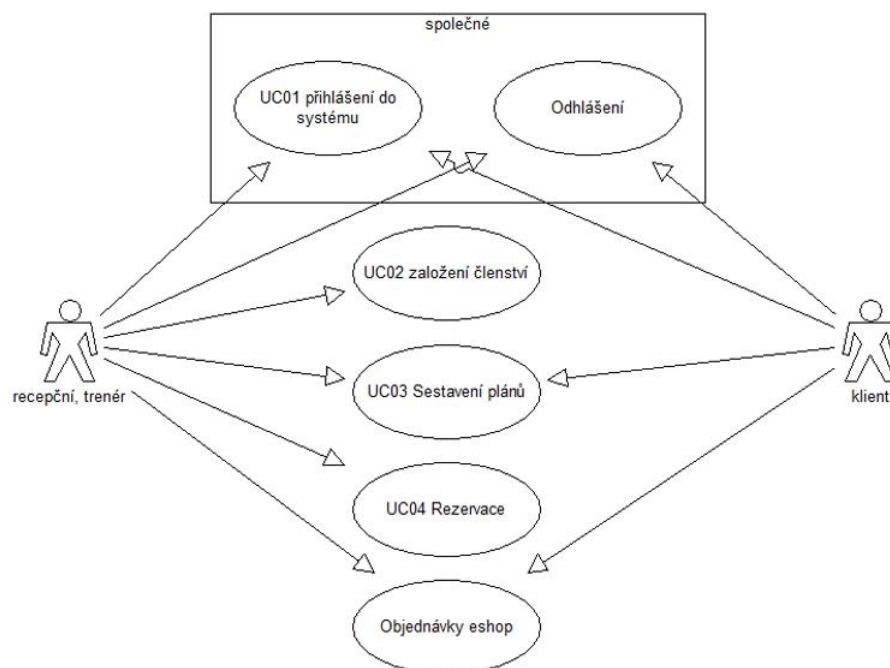 společné
UC01 přihlášení do
systému
Odhlášení
UC02 založení členství
UC03 Sestavení plánů
recepční, trenér
klient
UC04 Rezervace
Objednávky eshop